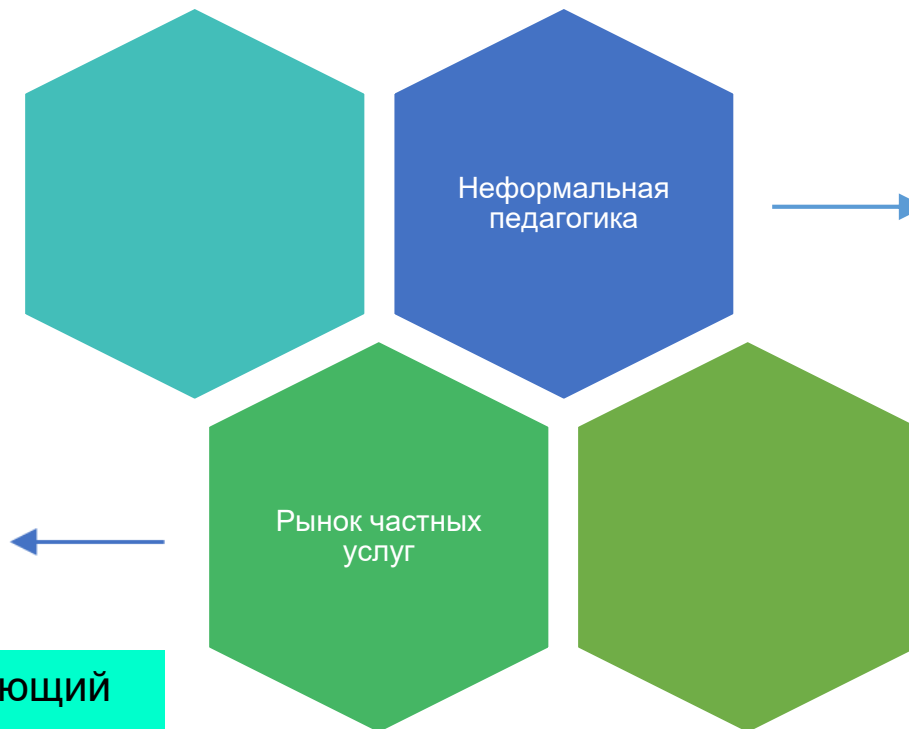 Неформальная
педагогика
Рынок частных
услуг
ющий